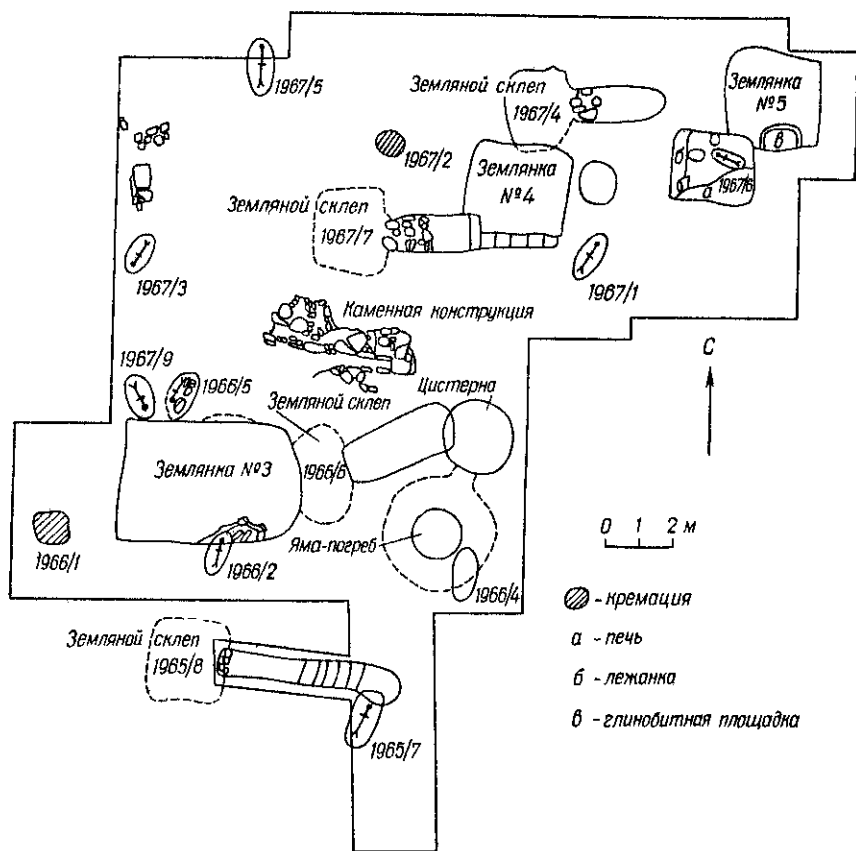 1967/5
Земляной склеп
1967/4
Землянка
№5
в
1967/2
Землянка
№4
б
а
1967/6
Земляной склеп
1967/7
1967/3
1967/1
Каменная конструкция
С
1967/9
1966/5
Цистерна
Земляной склеп
Землянка №3
1966/6
0 1 2 м
1966/1
1966/2
Яма-погреб
1966/4
- кремация
а - печь
б - лежанка
в - глинобитная площадка
Земляной склеп
1965/8
1965/7